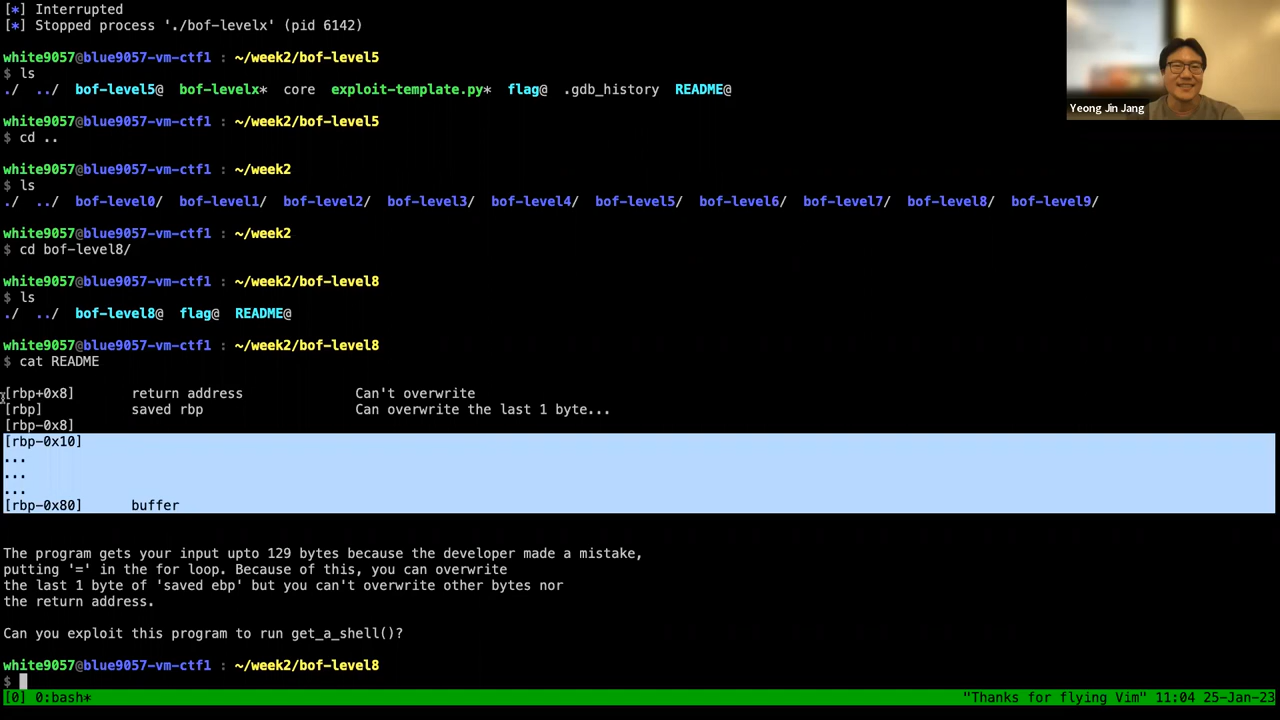 [*] Interrupted
[*] Stopped process './bof-levelx' (pid 6142)
white9057@blue9057-vm-ctf1 : ~/week2/bof-level5
$ ls
./  ../  bof-level5@  bof-levelx*  core  exploit-template.py*  flag@  .gdb_history  README@
white9057@blue9057-vm-ctf1 : ~/week2/bof-level5
$ cd ..
white9057@blue9057-vm-ctf1 : ~/week2
$ ls
./  ../  bof-level0/  bof-level1/  bof-level2/  bof-level3/  bof-level4/  bof-level5/  bof-level6/  bof-level7/  bof-level8/  bof-level9/
white9057@blue9057-vm-ctf1 : ~/week2
$ cd bof-level8/
white9057@blue9057-vm-ctf1 : ~/week2/bof-level8
$ ls
./  ../  bof-level8@  flag@  README@
white9057@blue9057-vm-ctf1 : ~/week2/bof-level8
$ cat README
[rbp+0x8]       return address              Can't overwrite
[rbp]           saved rbp                   Can overwrite the last 1 byte...
[rbp-0x8]
[rbp-0x10]
...
...
...
[rbp-0x80]      buffer
The program gets your input upto 129 bytes because the developer made a mistake,
putting '=' in the for loop. Because of this, you can overwrite
the last 1 byte of 'saved ebp' but you can't overwrite other bytes nor
the return address.
Can you exploit this program to run get_a_shell()?
white9057@blue9057-vm-ctf1 : ~/week2/bof-level8
$
[0] 0:bash*  "Thanks for flying Vim" 11:04 25-Jan-23
Yeong Jin Jang